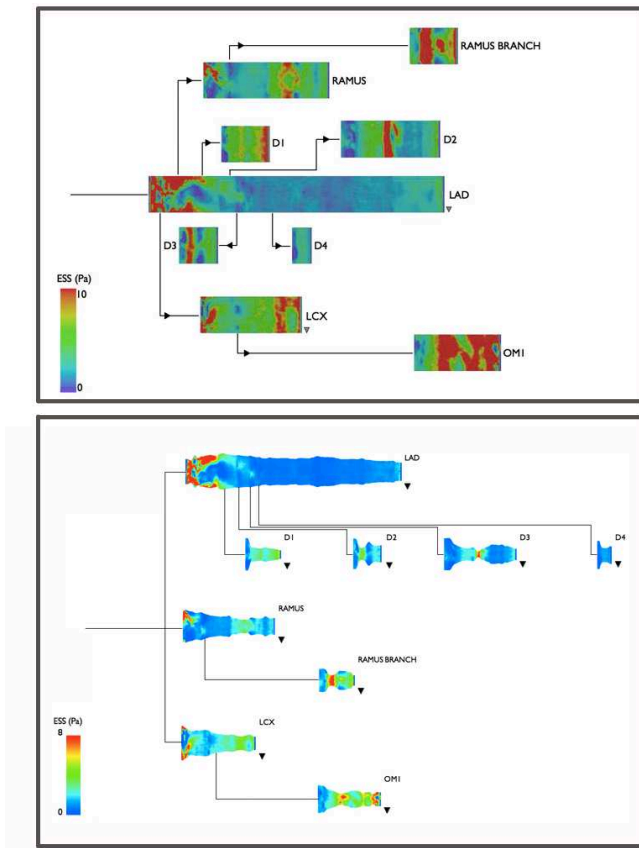 RAMUS BRANCH
RAMUS
D1
D2
LAD
D3
D4
ESS (Pa)
10
0
LCX
OM1
LAD
D1
D2
D3
D4
RAMUS
RAMUS BRANCH
ESS (Pa)
8
0
LCX
OM1